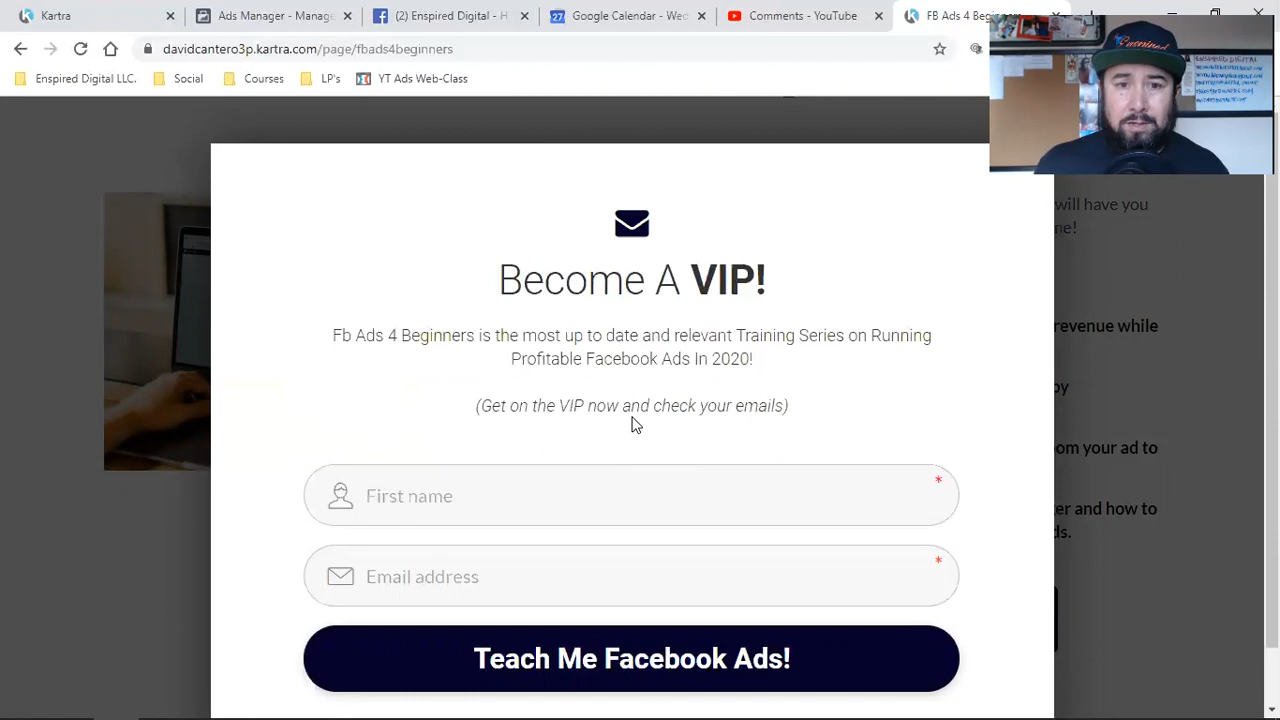 Kartra
Ads Manager - Manage
(2) Enspired Digital - H
27 Google Calendar - Wed
Comments - YouTube
FB Ads 4 Beginners
davidcantero3p.kartra.com/page/fbads4beginners
Enspired Digital LLC.
Social
Courses
LP's
YT Ads Web-Class
ENSPIRED DIGITAL
will have you
me!
Become A VIP!
Fb Ads 4 Beginners is the most up to date and relevant Training Series on Running
Profitable Facebook Ads In 2020!
revenue while
by
(Get on the VIP now and check your emails)
om your ad to
First name *
er and how to
ds.
Email address *
Teach Me Facebook Ads!